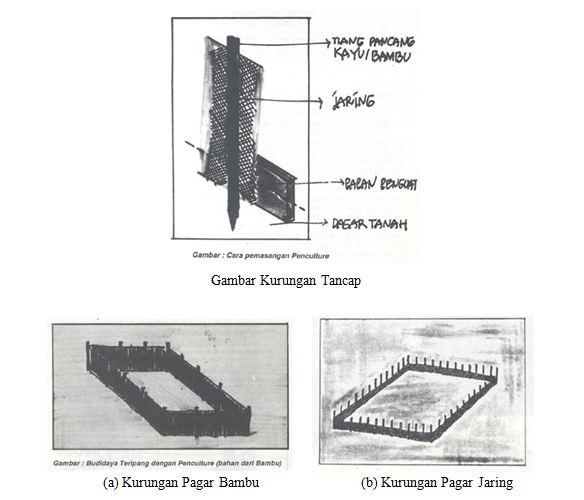 TIANG PANCANG
KAYU/BAMBU
JARING
PAPAN PENGUAT
DASAR TANAH
Gambar : Cara pemasangan Penculture
Gambar Kurungan Tancap
Gambar : Budidaya Teripang dengan Penculture (bahan dari Bambu)
(a) Kurungan Pagar Bambu
(b) Kurungan Pagar Jaring